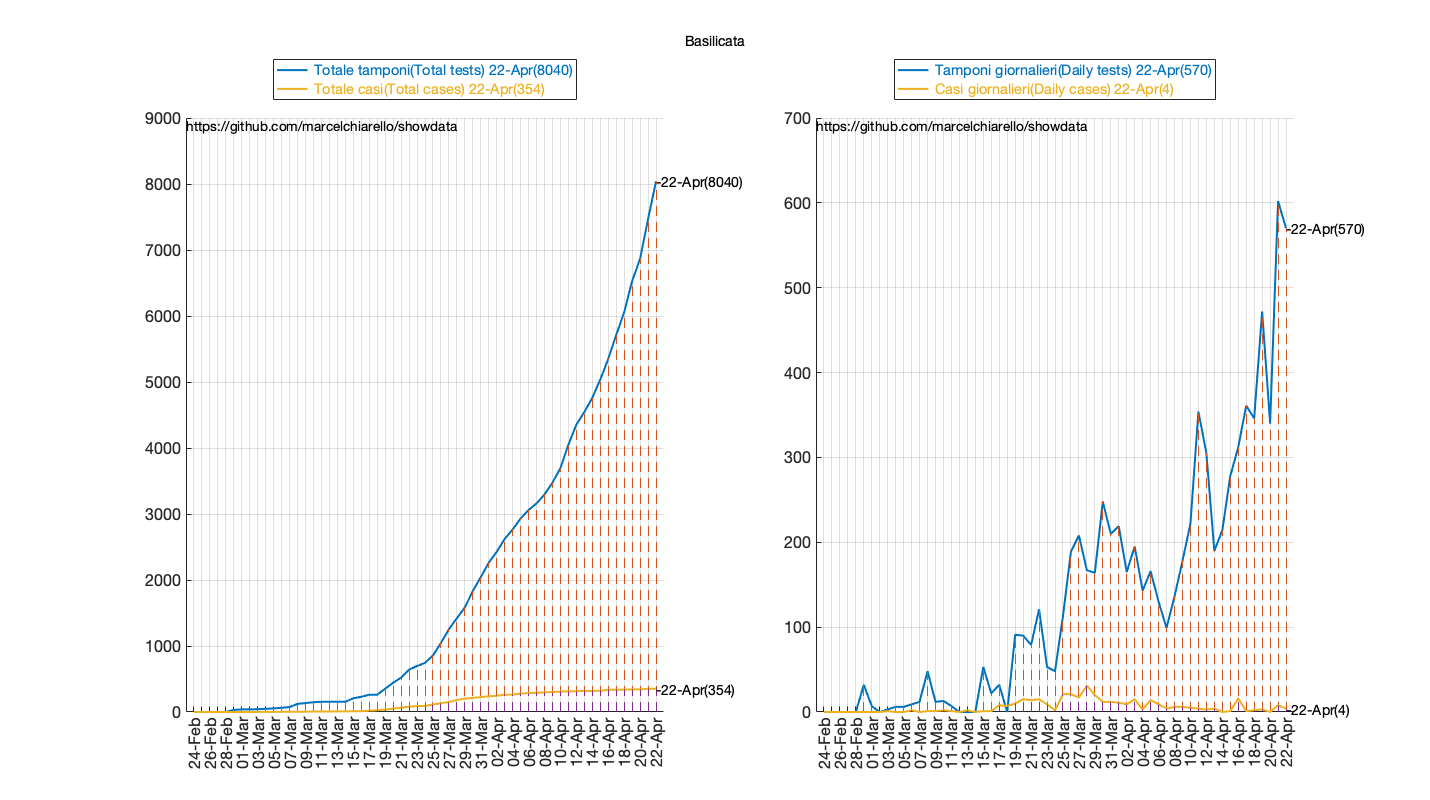 Basilicata
Totale tamponi(Total tests) 22-Apr(8040)
Totale casi(Total cases) 22-Apr(354)
9000
https://github.com/marcelchiarello/showdata
8000
22-Apr(8040)
7000
6000
5000
4000
3000
2000
1000
22-Apr(354)
0
24-Feb
26-Feb
28-Feb
01-Mar
03-Mar
05-Mar
07-Mar
09-Mar
11-Mar
13-Mar
15-Mar
17-Mar
19-Mar
21-Mar
23-Mar
25-Mar
27-Mar
29-Mar
31-Mar
02-Apr
04-Apr
06-Apr
08-Apr
10-Apr
12-Apr
14-Apr
16-Apr
18-Apr
20-Apr
22-Apr
Tamponi giornalieri(Daily tests) 22-Apr(570)
Casi giornalieri(Daily cases) 22-Apr(4)
700
https://github.com/marcelchiarello/showdata
600
22-Apr(570)
500
400
300
200
100
22-Apr(4)
0
24-Feb
26-Feb
28-Feb
01-Mar
03-Mar
05-Mar
07-Mar
09-Mar
11-Mar
13-Mar
15-Mar
17-Mar
19-Mar
21-Mar
23-Mar
25-Mar
27-Mar
29-Mar
31-Mar
02-Apr
04-Apr
06-Apr
08-Apr
10-Apr
12-Apr
14-Apr
16-Apr
18-Apr
20-Apr
22-Apr